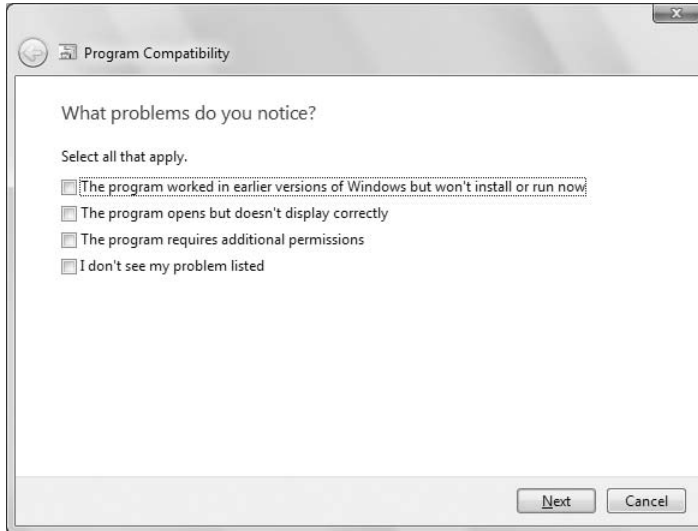 Program Compatibility
What problems do you notice?
Select all that apply.
The program worked in earlier versions of Windows but won't install or run now
The program opens but doesn't display correctly
The program requires additional permissions
I don't see my problem listed
Next
Cancel